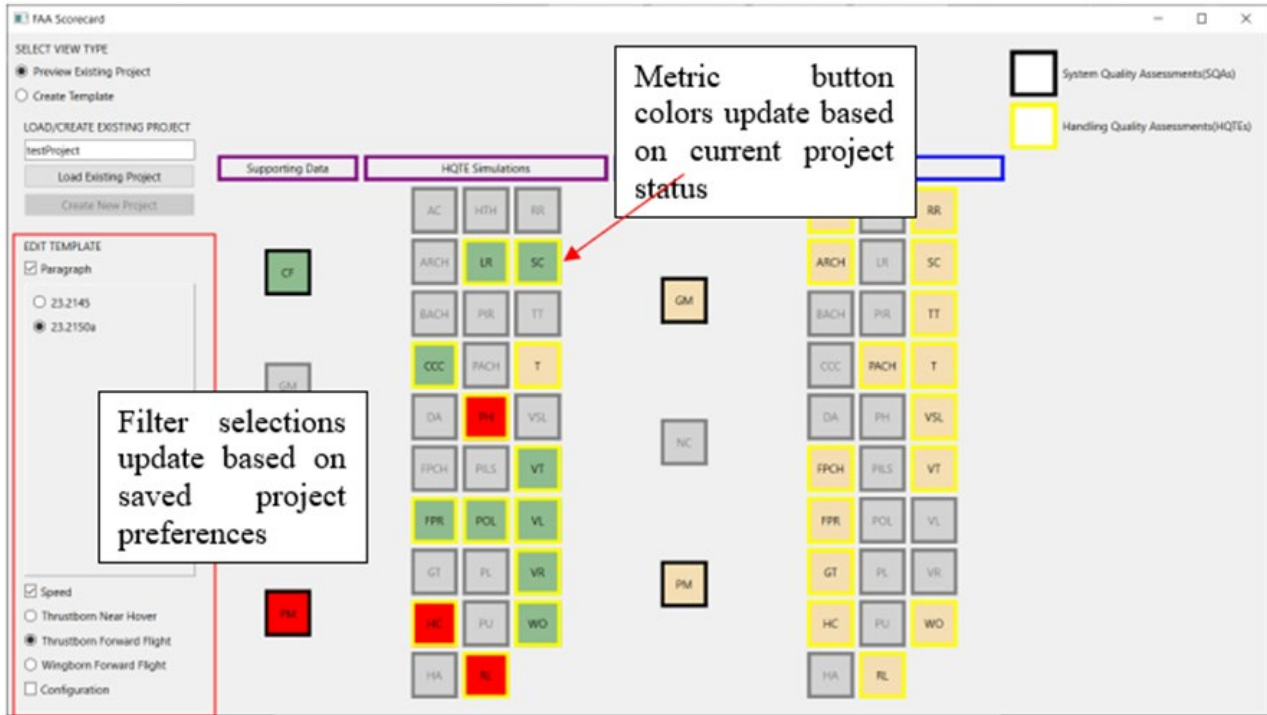 FAA Scorecard
SELECT VIEW TYPE
Preview Existing Project
Create Template
LOAD/CREATE EXISTING PROJECT
testProject
Load Existing Project
Create New Project
EDIT TEMPLATE
Paragraph
23.2145
23.2150a
Speed
Thrustborn Near Hover
Thrustborn Forward Flight
Wingborn Forward Flight
Configuration
Filter selections
update based on
saved project
preferences
Supporting Data
CF
GM
PM
HQTE Simulations
AC HTH RR
ARCH LR SC
BACH PIR TT
CCC PACH T
DA PH VSL
FPCH PILS VT
FPR POL VL
GT PL VR
HC PU WO
HA RL
Metric button
colors update based
on current project
status
GM
NC
PM
RR
ARCH LR SC
BACH PIR TT
CCC PACH T
DA PH VSL
FPCH PILS VT
FPR POL VL
GT PL VR
HC PU WO
HA RL
System Quality Assessments(SQAs)
Handling Quality Assessments(HQTEs)